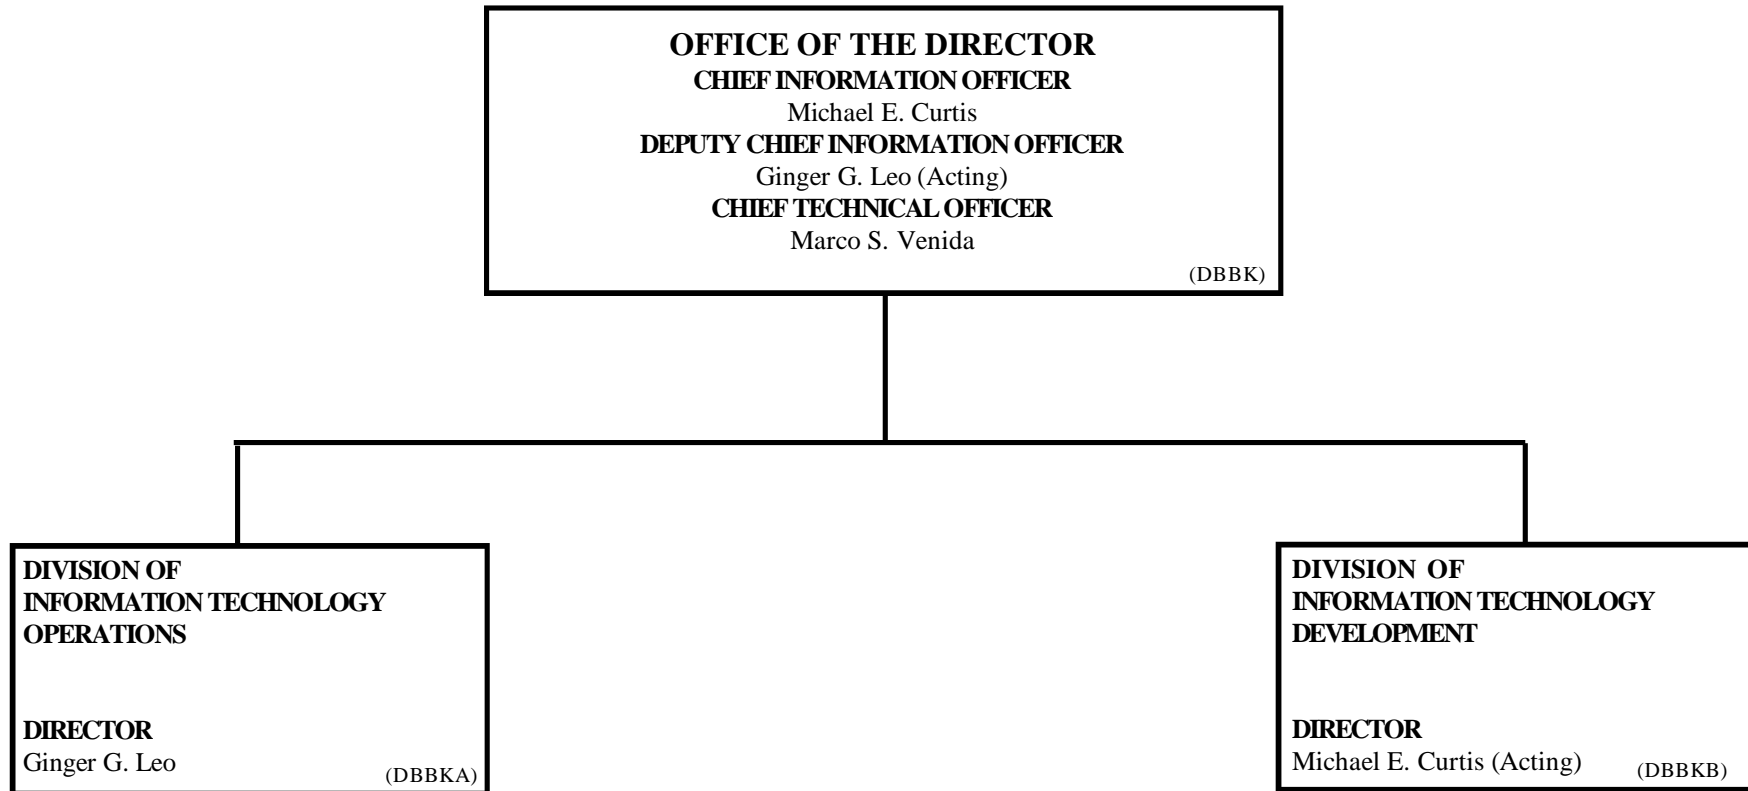 OFFICE OF THE DIRECTOR
CHIEF INFORMATION OFFICER
Michael E. Curtis
DEPUTY CHIEF INFORMATION OFFICER
Ginger G. Leo (Acting)
CHIEF TECHNICAL OFFICER
Marco S. Venida
(DBBK)
DIVISION OF
INFORMATION TECHNOLOGY
OPERATIONS
DIRECTOR
Ginger G. Leo
(DBBKA)
DIVISION OF
INFORMATION TECHNOLOGY
DEVELOPMENT
DIRECTOR
Michael E. Curtis (Acting)
(DBBKB)